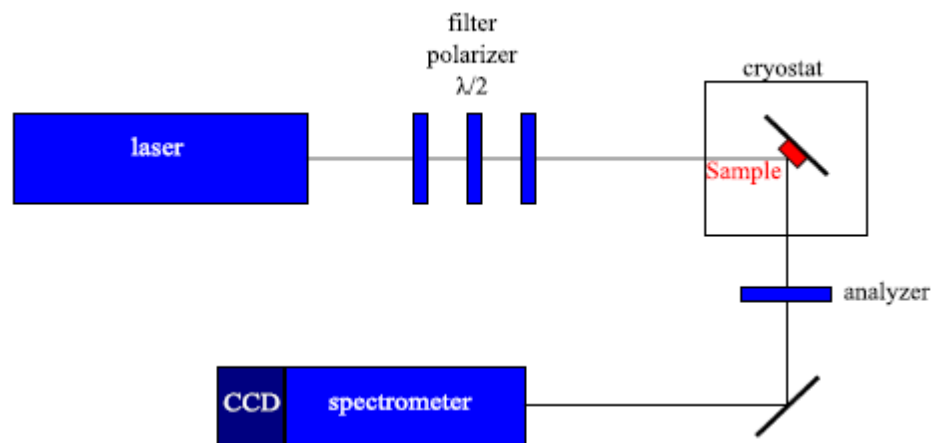 filter
polarizer
λ/2
cryostat
laser
Sample
analyzer
CCD
spectrometer